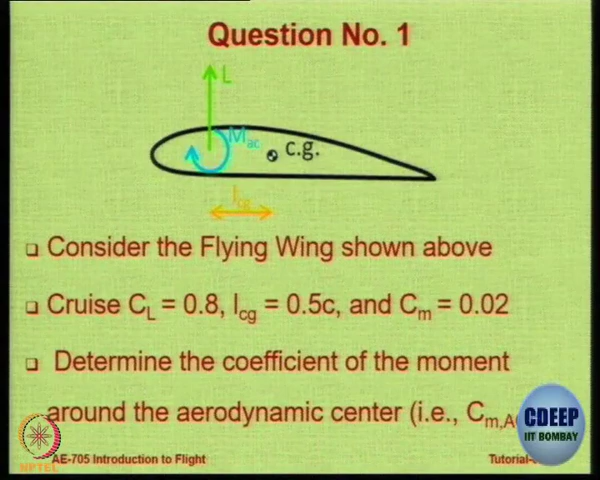 Question No. 1
L
Mac
c.g.
lcg
❑ Consider the Flying Wing shown above
❑ Cruise CL = 0.8, lcg = 0.5c, and Cm = 0.02
❑ Determine the coefficient of the moment
around the aerodynamic center (i.e., Cm,A
CDEEP
IIT BOMBAY
AE-705 Introduction to Flight
Tutorial-
NPTEL